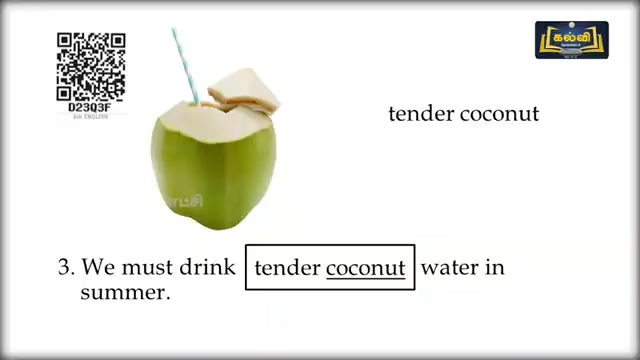 கல்வி
D23Q3F
6th ENGLISH
tender coconut
3. We must drink tender coconut water in
summer.